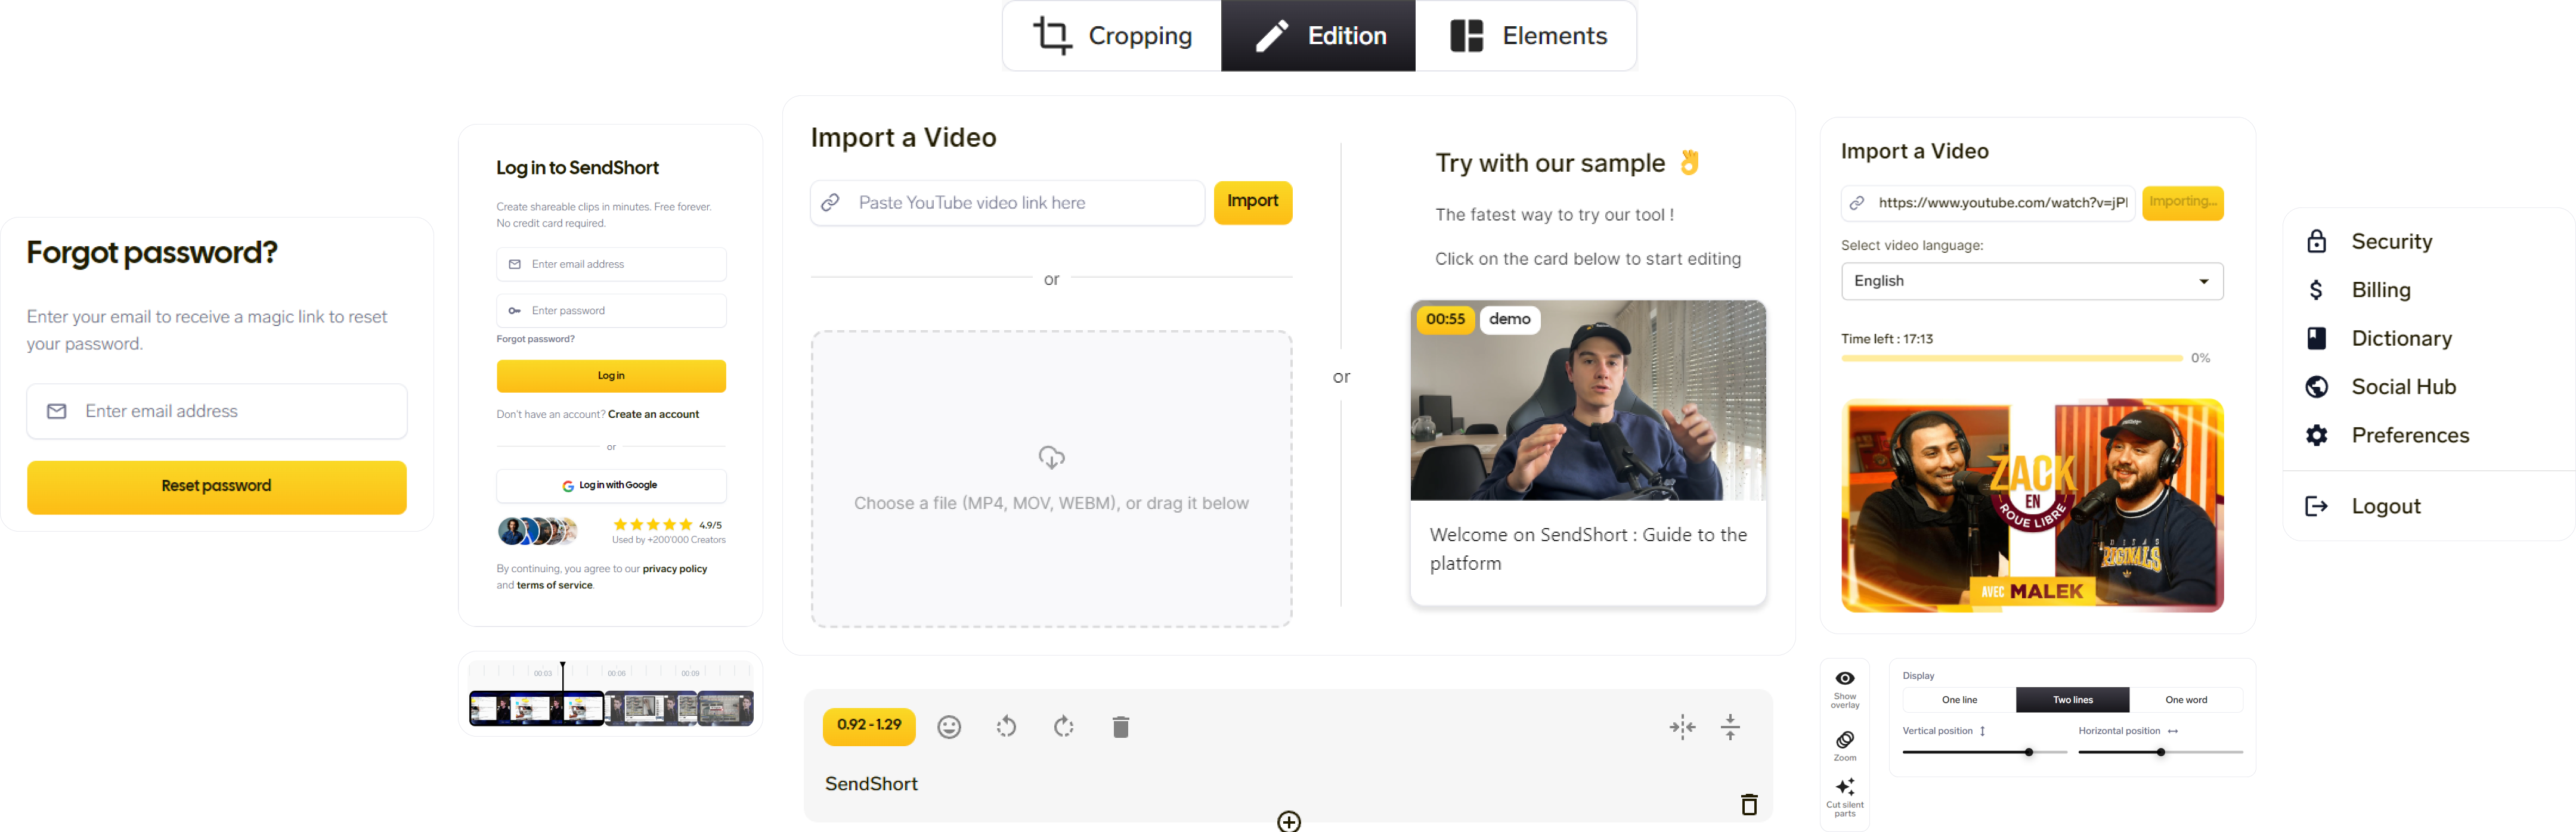 Cropping
Edition
Elements
Forgot password?
Enter your email to receive a magic link to reset
your password.
Enter email address
Reset password
Log in to SendShort
Create shareable clips in minutes. Free forever.
No credit card required.
Enter email address
Enter password
Forgot password?
Log in
Don't have an account? Create an account
or
Log in with Google
4.9/5
Used by +200'000 Creators
By continuing, you agree to our privacy policy
and terms of service.
00:03
00:06
00:09
Import a Video
Paste YouTube video link here
Import
or
Choose a file (MP4, MOV, WEBM), or drag it below
or
Try with our sample 👌
The fatest way to try our tool !
Click on the card below to start editing
00:55
demo
Welcome on SendShort : Guide to the
platform
0.92 - 1.29
SendShort
Import a Video
https://www.youtube.com/watch?v=jP
Importing...
Select video language:
English
Time left : 17:13
0%
ZACK
EN
ROUE LIBRE
AVEC MALEK
Show
overlay
Zoom
Cut silent
parts
Display
One line
Two lines
One word
Vertical position
Horizontal position
Security
Billing
Dictionary
Social Hub
Preferences
Logout